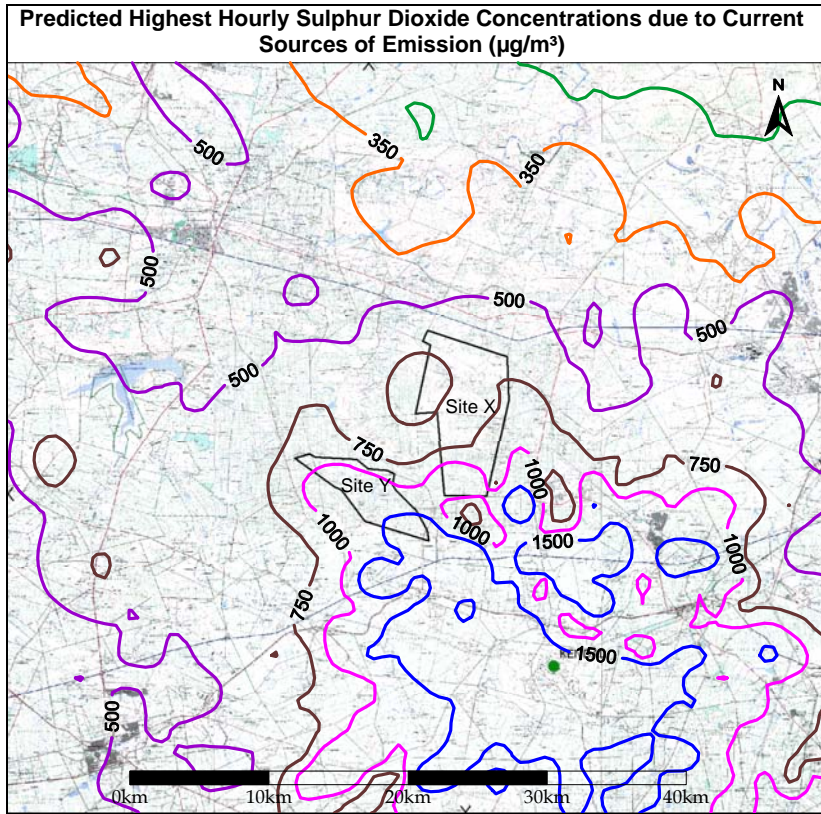 Predicted Highest Hourly Sulphur Dioxide Concentrations due to Current
Sources of Emission (µg/m³)
N
500
350
350
500
500
500
500
Site X
750
750
Site Y
1000
1000
1000
1500
1000
750
1500
500
0km
10km
20km
30km
40km